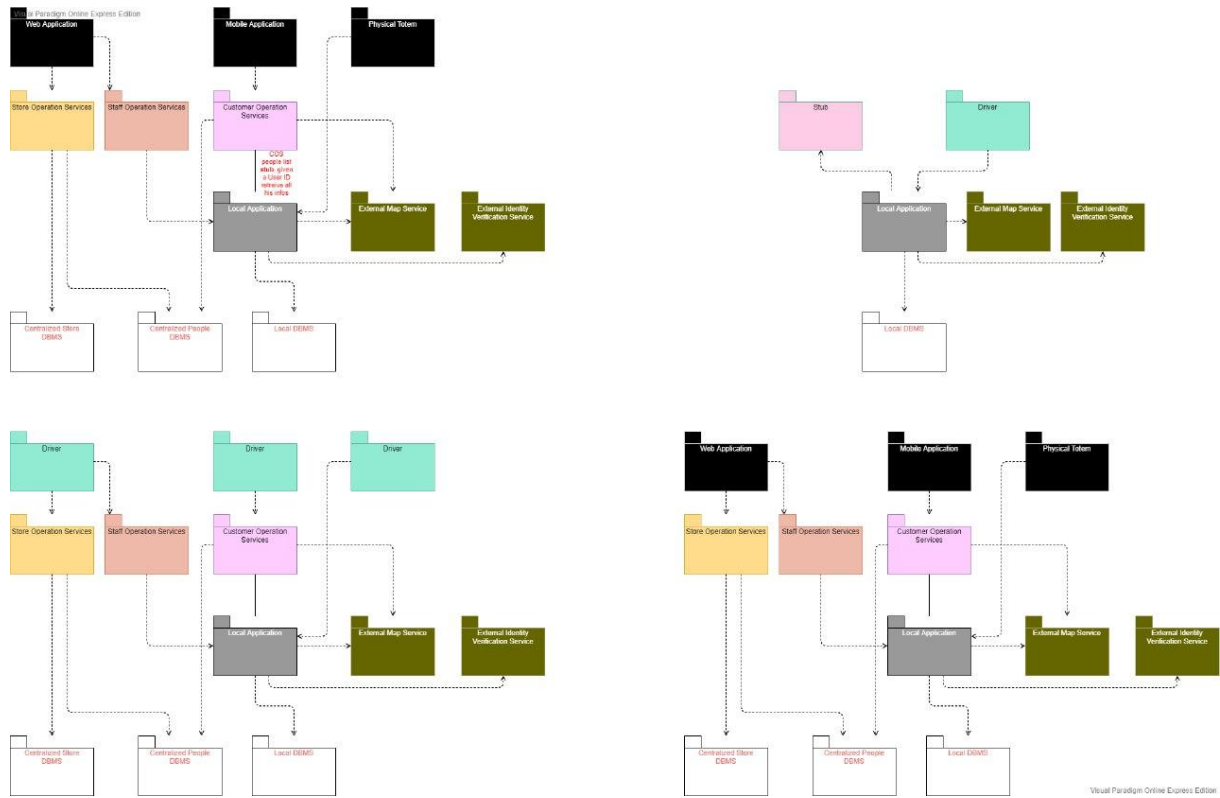 Visual Paradigm Online Express Edition
Web Application
Mobile Application
Physical Totem
Store Operation Services
Staff Operation Services
Customer Operation
Services
COS
people list
stub: given
a User ID
retreive all
his infos
Local Application
External Map Service
External Identity
Verification Service
Centralized Store
DBMS
Centralized People
DBMS
Local DBMS
Stub
Driver
Local Application
External Map Service
External Identity
Verification Service
Local DBMS
Driver
Driver
Driver
Store Operation Services
Staff Operation Services
Customer Operation
Services
Local Application
External Map Service
External Identity
Verification Service
Centralized Store
DBMS
Centralized People
DBMS
Local DBMS
Web Application
Mobile Application
Physical Totem
Store Operation Services
Staff Operation Services
Customer Operation
Services
Local Application
External Map Service
External Identity
Verification Service
Centralized Store
DBMS
Centralized People
DBMS
Local DBMS
Visual Paradigm Online Express Edition